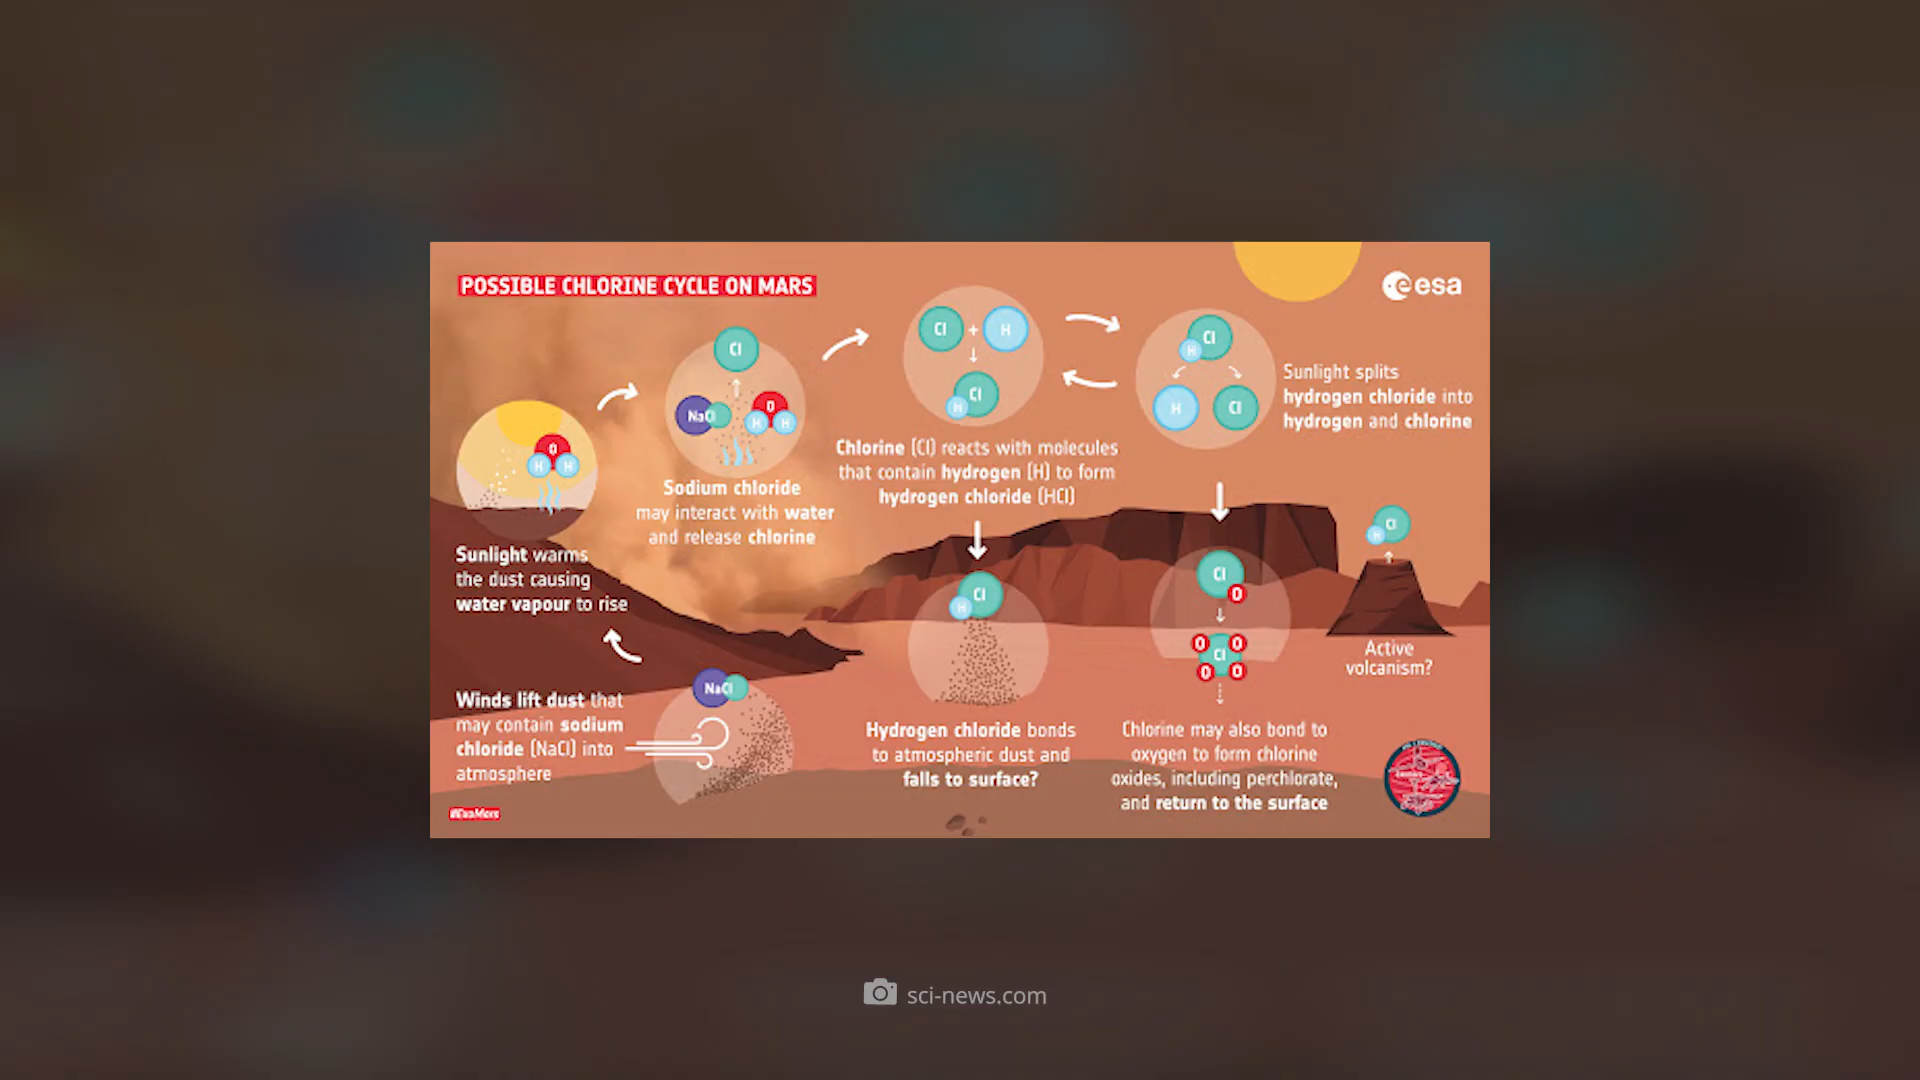 POSSIBLE CHLORINE CYCLE ON MARS
esa
Cl
NaCl
O
H H
Cl + H
Cl
H
Cl
H
H
Cl
Sunlight splits
hydrogen chloride into
hydrogen and chlorine
O
H H
Chlorine (Cl) reacts with molecules
that contain hydrogen (H) to form
hydrogen chloride (HCl)
Sodium chloride
may interact with water
and release chlorine
Sunlight warms
the dust causing
water vapour to rise
Cl
H
Cl
H
Cl
O
O O
Cl
O O
Active
volcanism?
NaCl
Winds lift dust that
may contain sodium
chloride (NaCl) into
atmosphere
Hydrogen chloride bonds
to atmospheric dust and
falls to surface?
Chlorine may also bond to
oxygen to form chlorine
oxides, including perchlorate,
and return to the surface
#ExoMars
sci-news.com